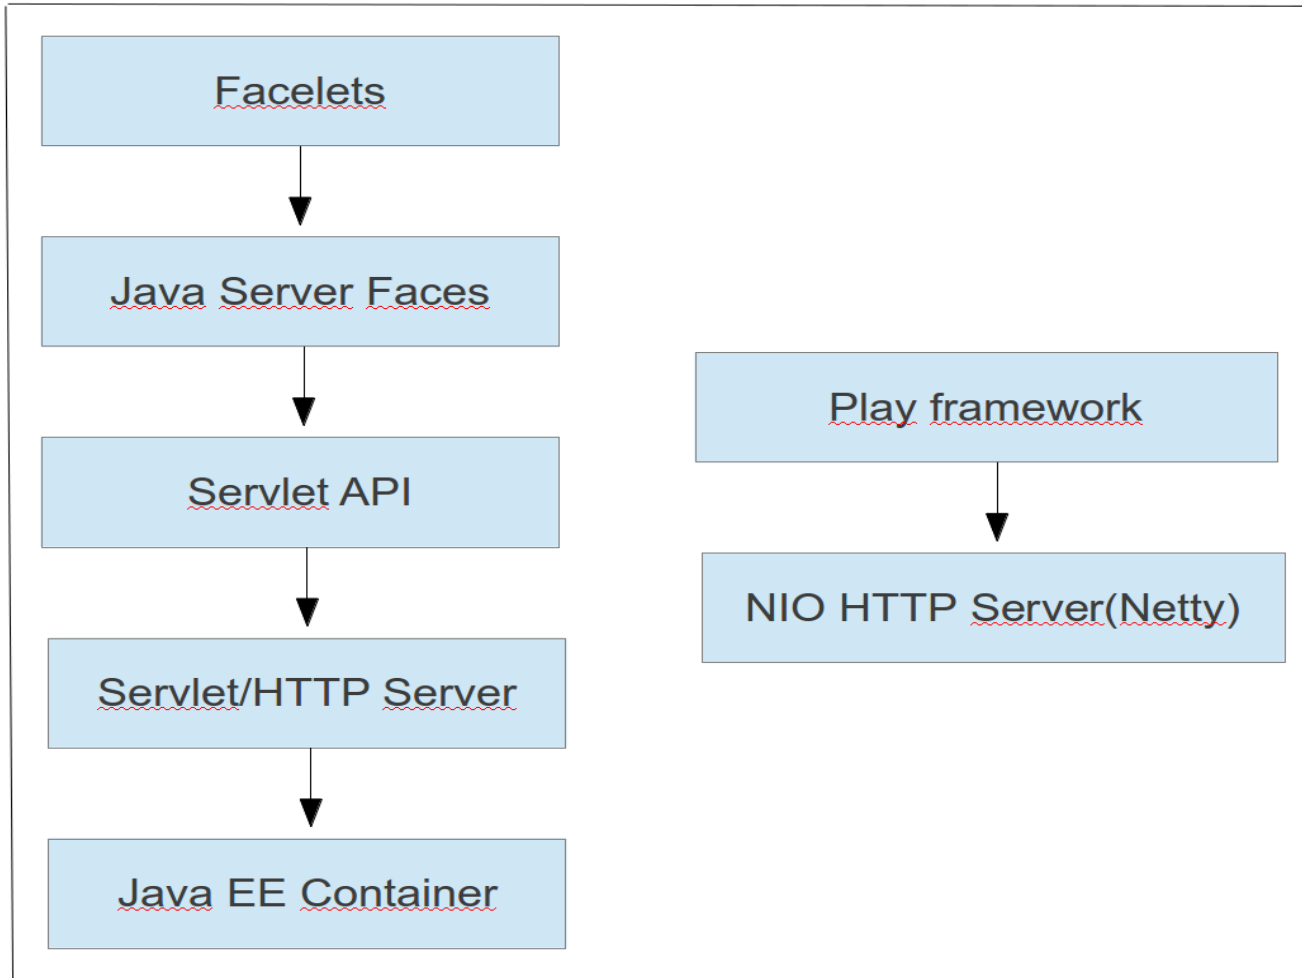 Facelets
Java Server Faces
Servlet API
Servlet/HTTP Server
Java EE Container
Play framework
NIO HTTP Server(Netty)